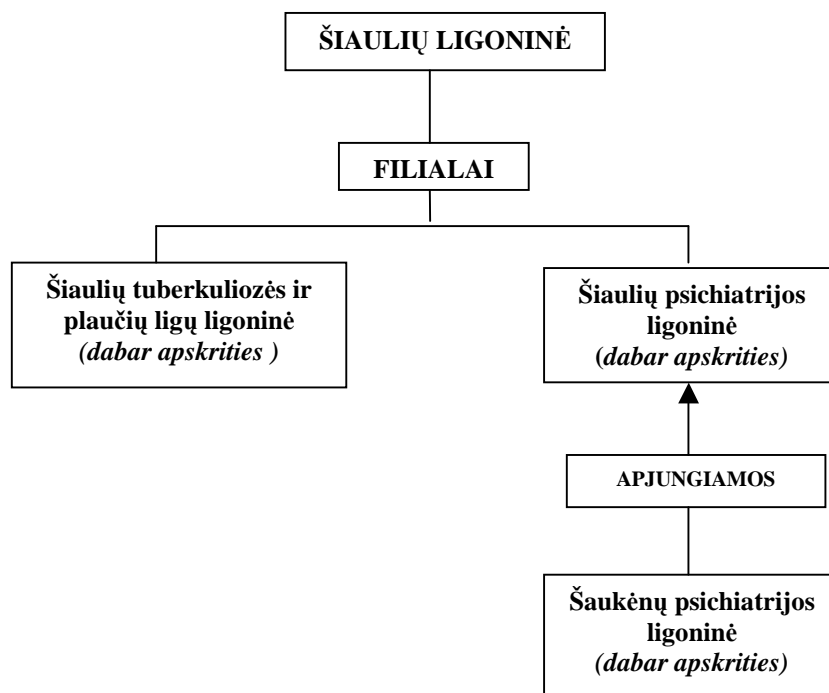 ŠIAULIŲ LIGONINĖ
FILIALAI
Šiaulių tuberkuliozės ir
plaučių ligų ligoninė
(dabar apskrities )
Šiaulių psichiatrijos
ligoninė
(dabar apskrities)
APJUNGIAMOS
Šaukėnų psichiatrijos
ligoninė
(dabar apskrities)